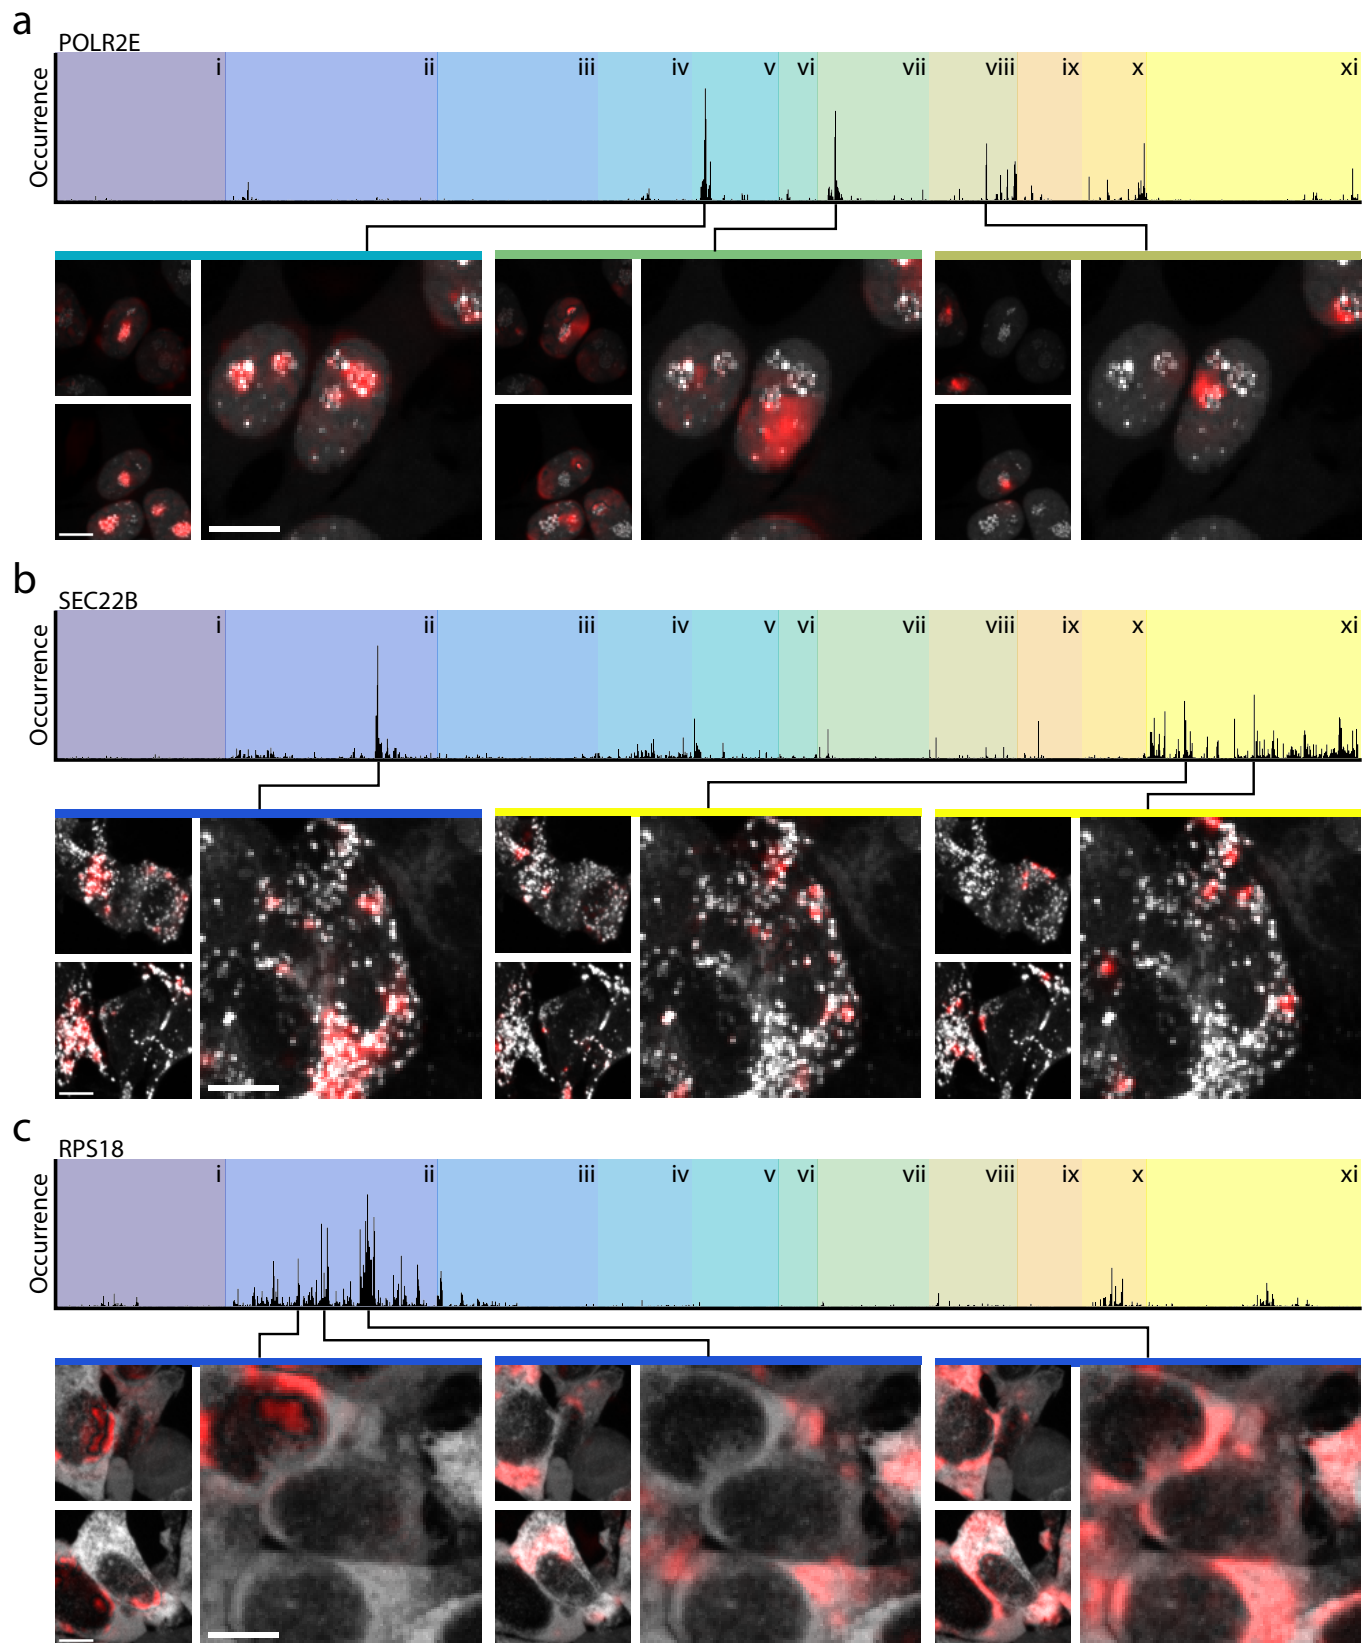 a
POLR2E
Occurrence
i ii iii iv v vi vii viii ix x xi
b
SEC22B
Occurrence
i ii iii iv v vi vii viii ix x xi
c
RPS18
Occurrence
i ii iii iv v vi vii viii ix x xi